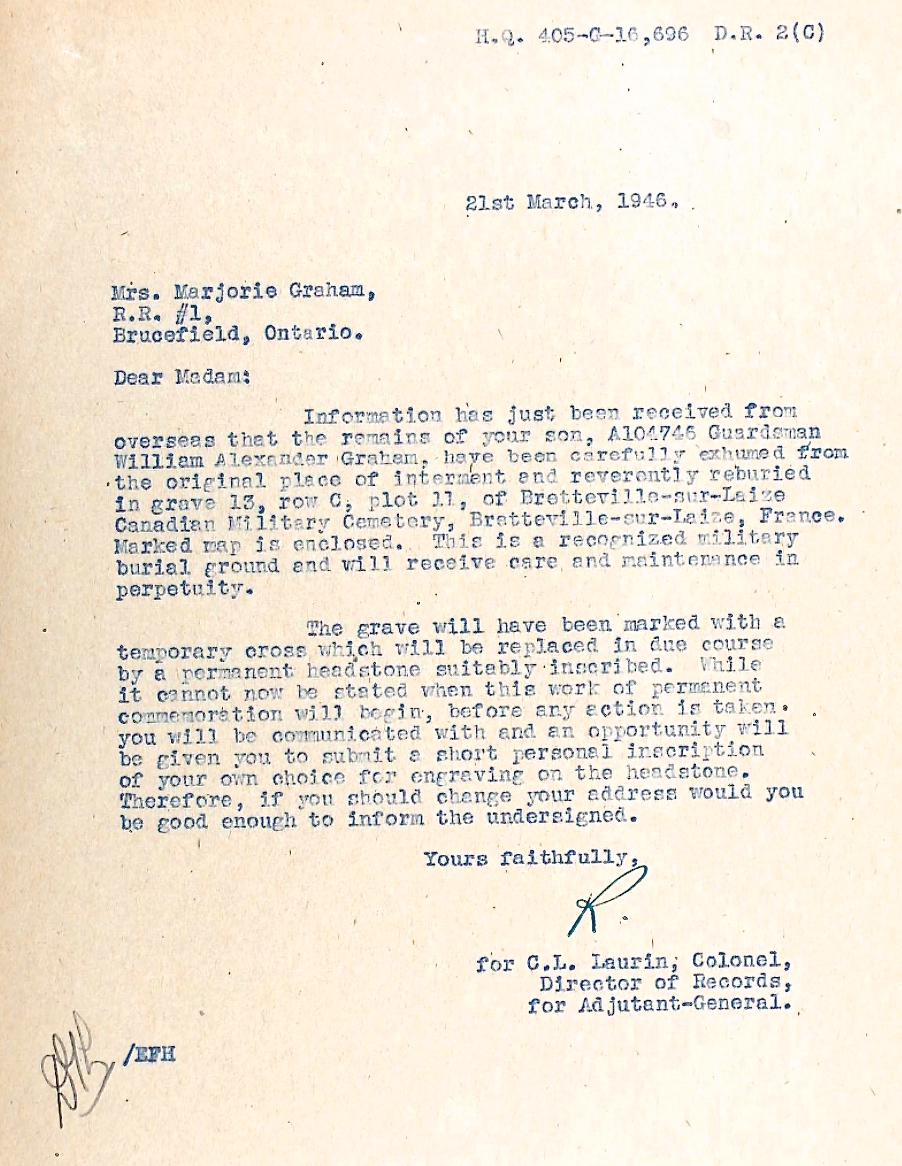 H.Q. 405-G-16,696 D.R. 2(C)
21st March, 1946.
Mrs. Marjorie Graham,
R.R. #1,
Brucefield, Ontario.
Dear Madam:
Information has just been received from
overseas that the remains of your son, A104746 Guardsman
William Alexander Graham, have been carefully exhumed from
the original place of interment and reverently reburied
in grave 13, row C, plot 11, of Bretteville-sur-Laize
Canadian Military Cemetery, Bretteville-sur-Laize, France.
Marked map is enclosed. This is a recognized military
burial ground and will receive care and maintenance in
perpetuity.
The grave will have been marked with a
temporary cross which will be replaced in due course
by a permanent headstone suitably inscribed. While
it cannot now be stated when this work of permanent
commemoration will begin, before any action is taken
you will be communicated with and an opportunity will
be given you to submit a short personal inscription
of your own choice for engraving on the headstone.
Therefore, if you should change your address would you
be good enough to inform the undersigned.
Yours faithfully,
R.
for C.L. Laurin, Colonel,
Director of Records,
for Adjutant-General.
/EFH